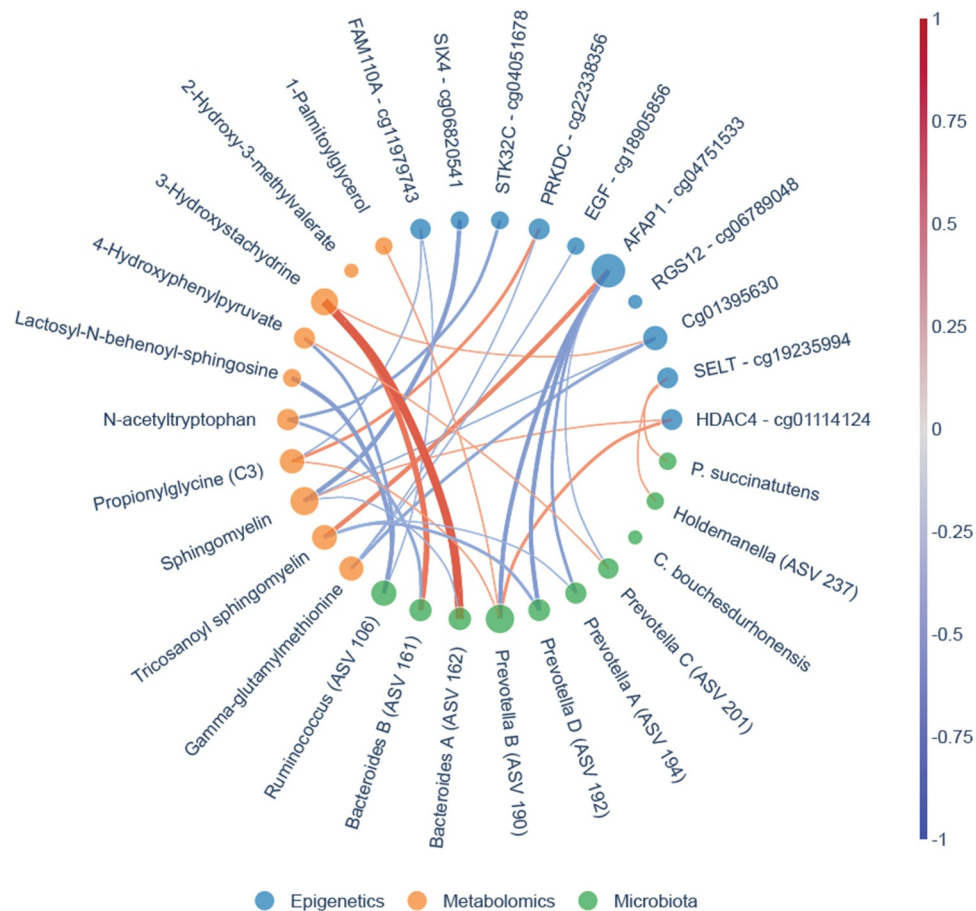 FAM110A - cg11979743
SIX4 - cg06820541
STK32C - cg04051678
PRKDC - cg22338356
EGF - cg18905856
AFAP1 - cg04751533
RGS12 - cg06789048
Cg01395630
SELT - cg19235994
HDAC4 - cg01114124
P. succinatutens
Holdemanella (ASV 237)
C. bouchesdurhonensis
Prevotella C (ASV 201)
Prevotella A (ASV 194)
Prevotella D (ASV 192)
Prevotella B (ASV 190)
Bacteroides A (ASV 162)
Bacteroides B (ASV 161)
Ruminococcus (ASV 106)
Gamma-glutamylmethionine
Tricosanoyl sphingomyelin
Sphingomyelin
Propionylglycine (C3)
N-acetyltryptophan
Lactosyl-N-behenoyl-sphingosine
4-Hydroxyphenylpyruvate
3-Hydroxystachydrine
2-Hydroxy-3-methylvalerate
1-Palmitoylglycerol
1
0.75
0.5
0.25
0
-0.25
-0.5
-0.75
-1
Epigenetics
Metabolomics
Microbiota